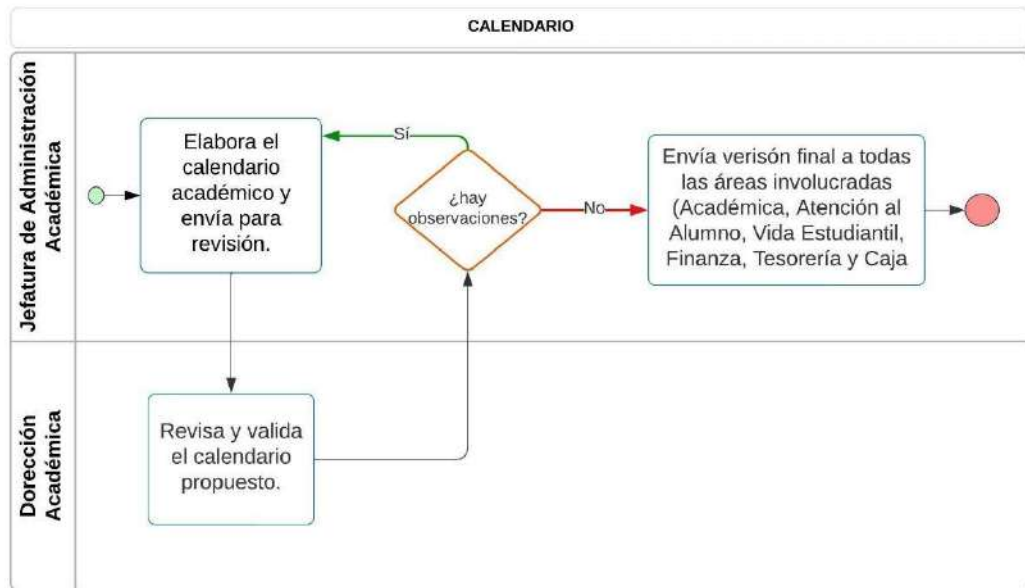 CALENDARIO
Jefatura de Administración
Académica
Elabora el
calendario
académico y
envía para
revisión.
Sí
¿hay
observaciones?
No
Envía verisón final a todas
las áreas involucradas
(Académica, Atención al
Alumno, Vida Estudiantil,
Finanza, Tesorería y Caja
Dorección
Académica
Revisa y valida
el calendario
propuesto.